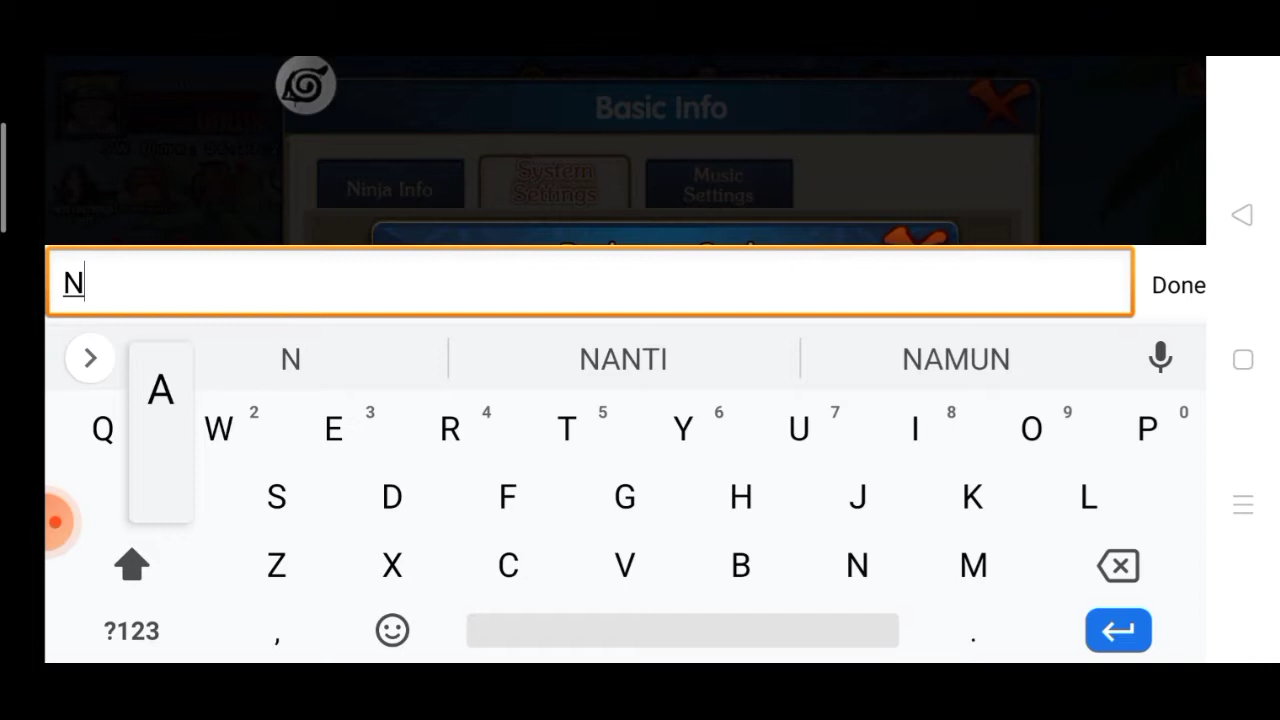 Basic Info
Ninja Info
System
Settings
Music
Settings
N
Done
N NANTI NAMUN
A
Q W 2 E 3 R 4 T 5 Y 6 U 7 I 8 O 9 P 0
S D F G H J K L
Z X C V B N M
?123 , .